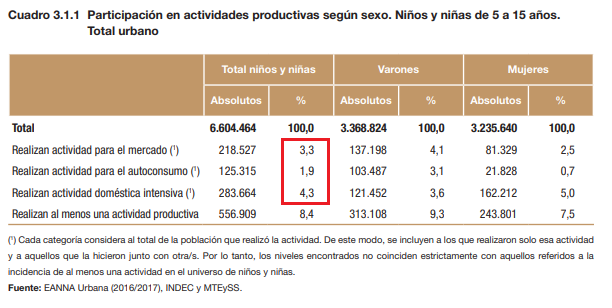 Cuadro 3.1.1 Participación en actividades productivas según sexo. Niños y niñas de 5 a 15 años.
Total urbano
Total niños y niñas Varones Mujeres
Absolutos % Absolutos % Absolutos %
Total 6.604.464 100,0 3.368.824 100,0 3.235.640 100,0
Realizan actividad para el mercado (¹) 218.527 3,3 137.198 4,1 81.329 2,5
Realizan actividad para el autoconsumo (¹) 125.315 1,9 103.487 3,1 21.828 0,7
Realizan actividad doméstica intensiva (¹) 283.664 4,3 121.452 3,6 162.212 5,0
Realizan al menos una actividad productiva 556.909 8,4 313.108 9,3 243.801 7,5
(¹) Cada categoría considera al total de la población que realizó la actividad. De este modo, se incluyen a los que realizaron solo esa actividad
y a aquellos que la hicieron junto con otra/s. Por lo tanto, los niveles encontrados no coinciden estrictamente con aquellos referidos a la
incidencia de al menos una actividad en el universo de niños y niñas.
Fuente: EANNA Urbana (2016/2017), INDEC y MTEySS.